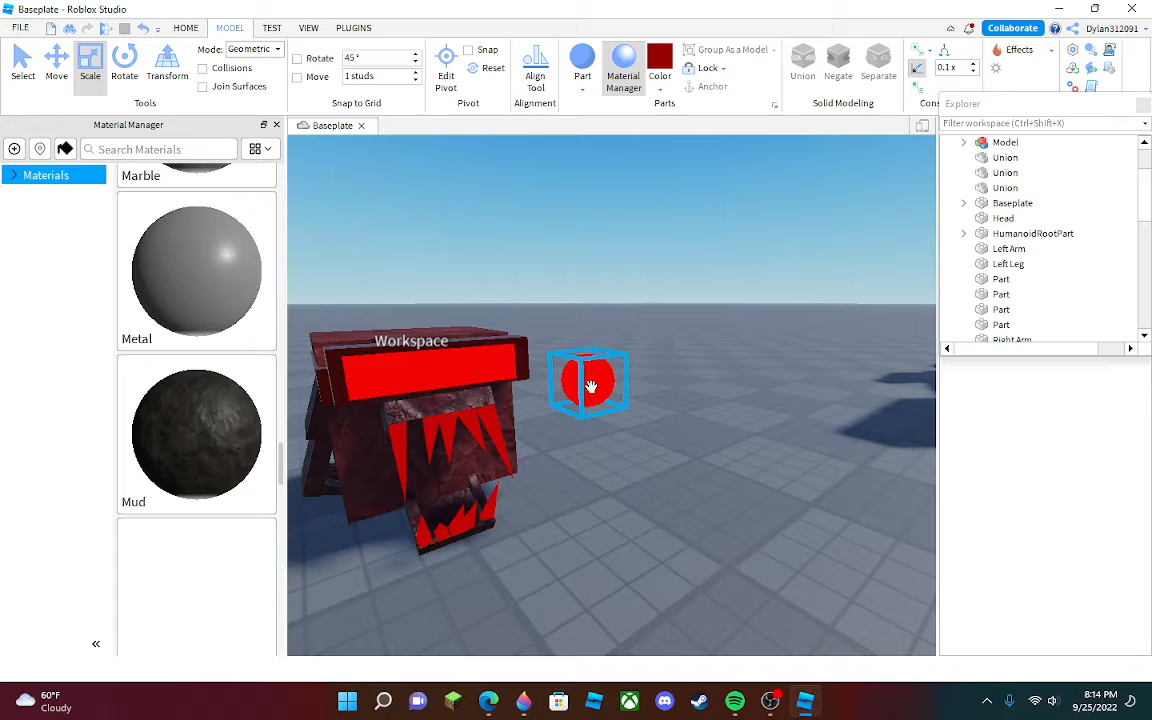 Baseplate - Roblox Studio
FILE HOME MODEL TEST VIEW PLUGINS Collaborate Dylan312091
Select Move Scale Rotate Transform
Mode: Geometric
Collisions
Join Surfaces
Tools
Rotate 45°
Move 1 studs
Snap to Grid
Edit Pivot
Snap
Reset
Pivot
Align Tool
Alignment
Part
Material Manager
Color
Group As a Model
Lock
Anchor
Parts
Union Negate Separate
Solid Modeling
0.1 x
Cons
Effects
Material Manager
Search Materials
Materials
Marble
Metal
Mud
Baseplate
Workspace
Explorer
Filter workspace (Ctrl+Shift+X)
Model
Union
Union
Union
Baseplate
Head
HumanoidRootPart
Left Arm
Left Leg
Part
Part
Part
Part
Right Arm
60°F
Cloudy
8:14 PM
9/25/2022